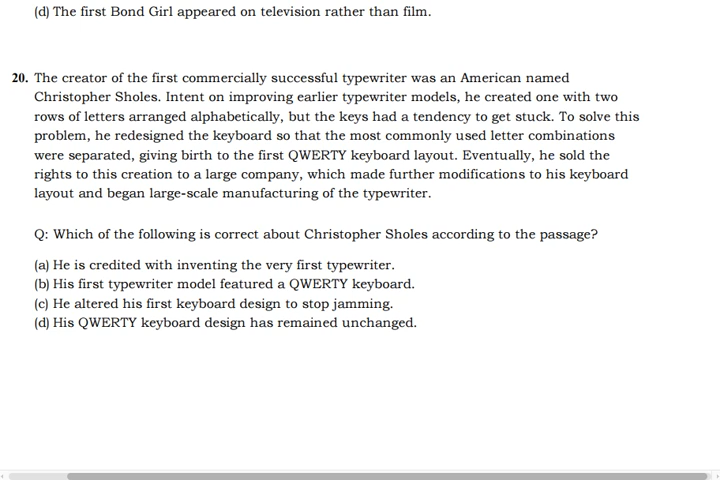 (d) The first Bond Girl appeared on television rather than film.
20. The creator of the first commercially successful typewriter was an American named
Christopher Sholes. Intent on improving earlier typewriter models, he created one with two
rows of letters arranged alphabetically, but the keys had a tendency to get stuck. To solve this
problem, he redesigned the keyboard so that the most commonly used letter combinations
were separated, giving birth to the first QWERTY keyboard layout. Eventually, he sold the
rights to this creation to a large company, which made further modifications to his keyboard
layout and began large-scale manufacturing of the typewriter.
Q: Which of the following is correct about Christopher Sholes according to the passage?
(a) He is credited with inventing the very first typewriter.
(b) His first typewriter model featured a QWERTY keyboard.
(c) He altered his first keyboard design to stop jamming.
(d) His QWERTY keyboard design has remained unchanged.